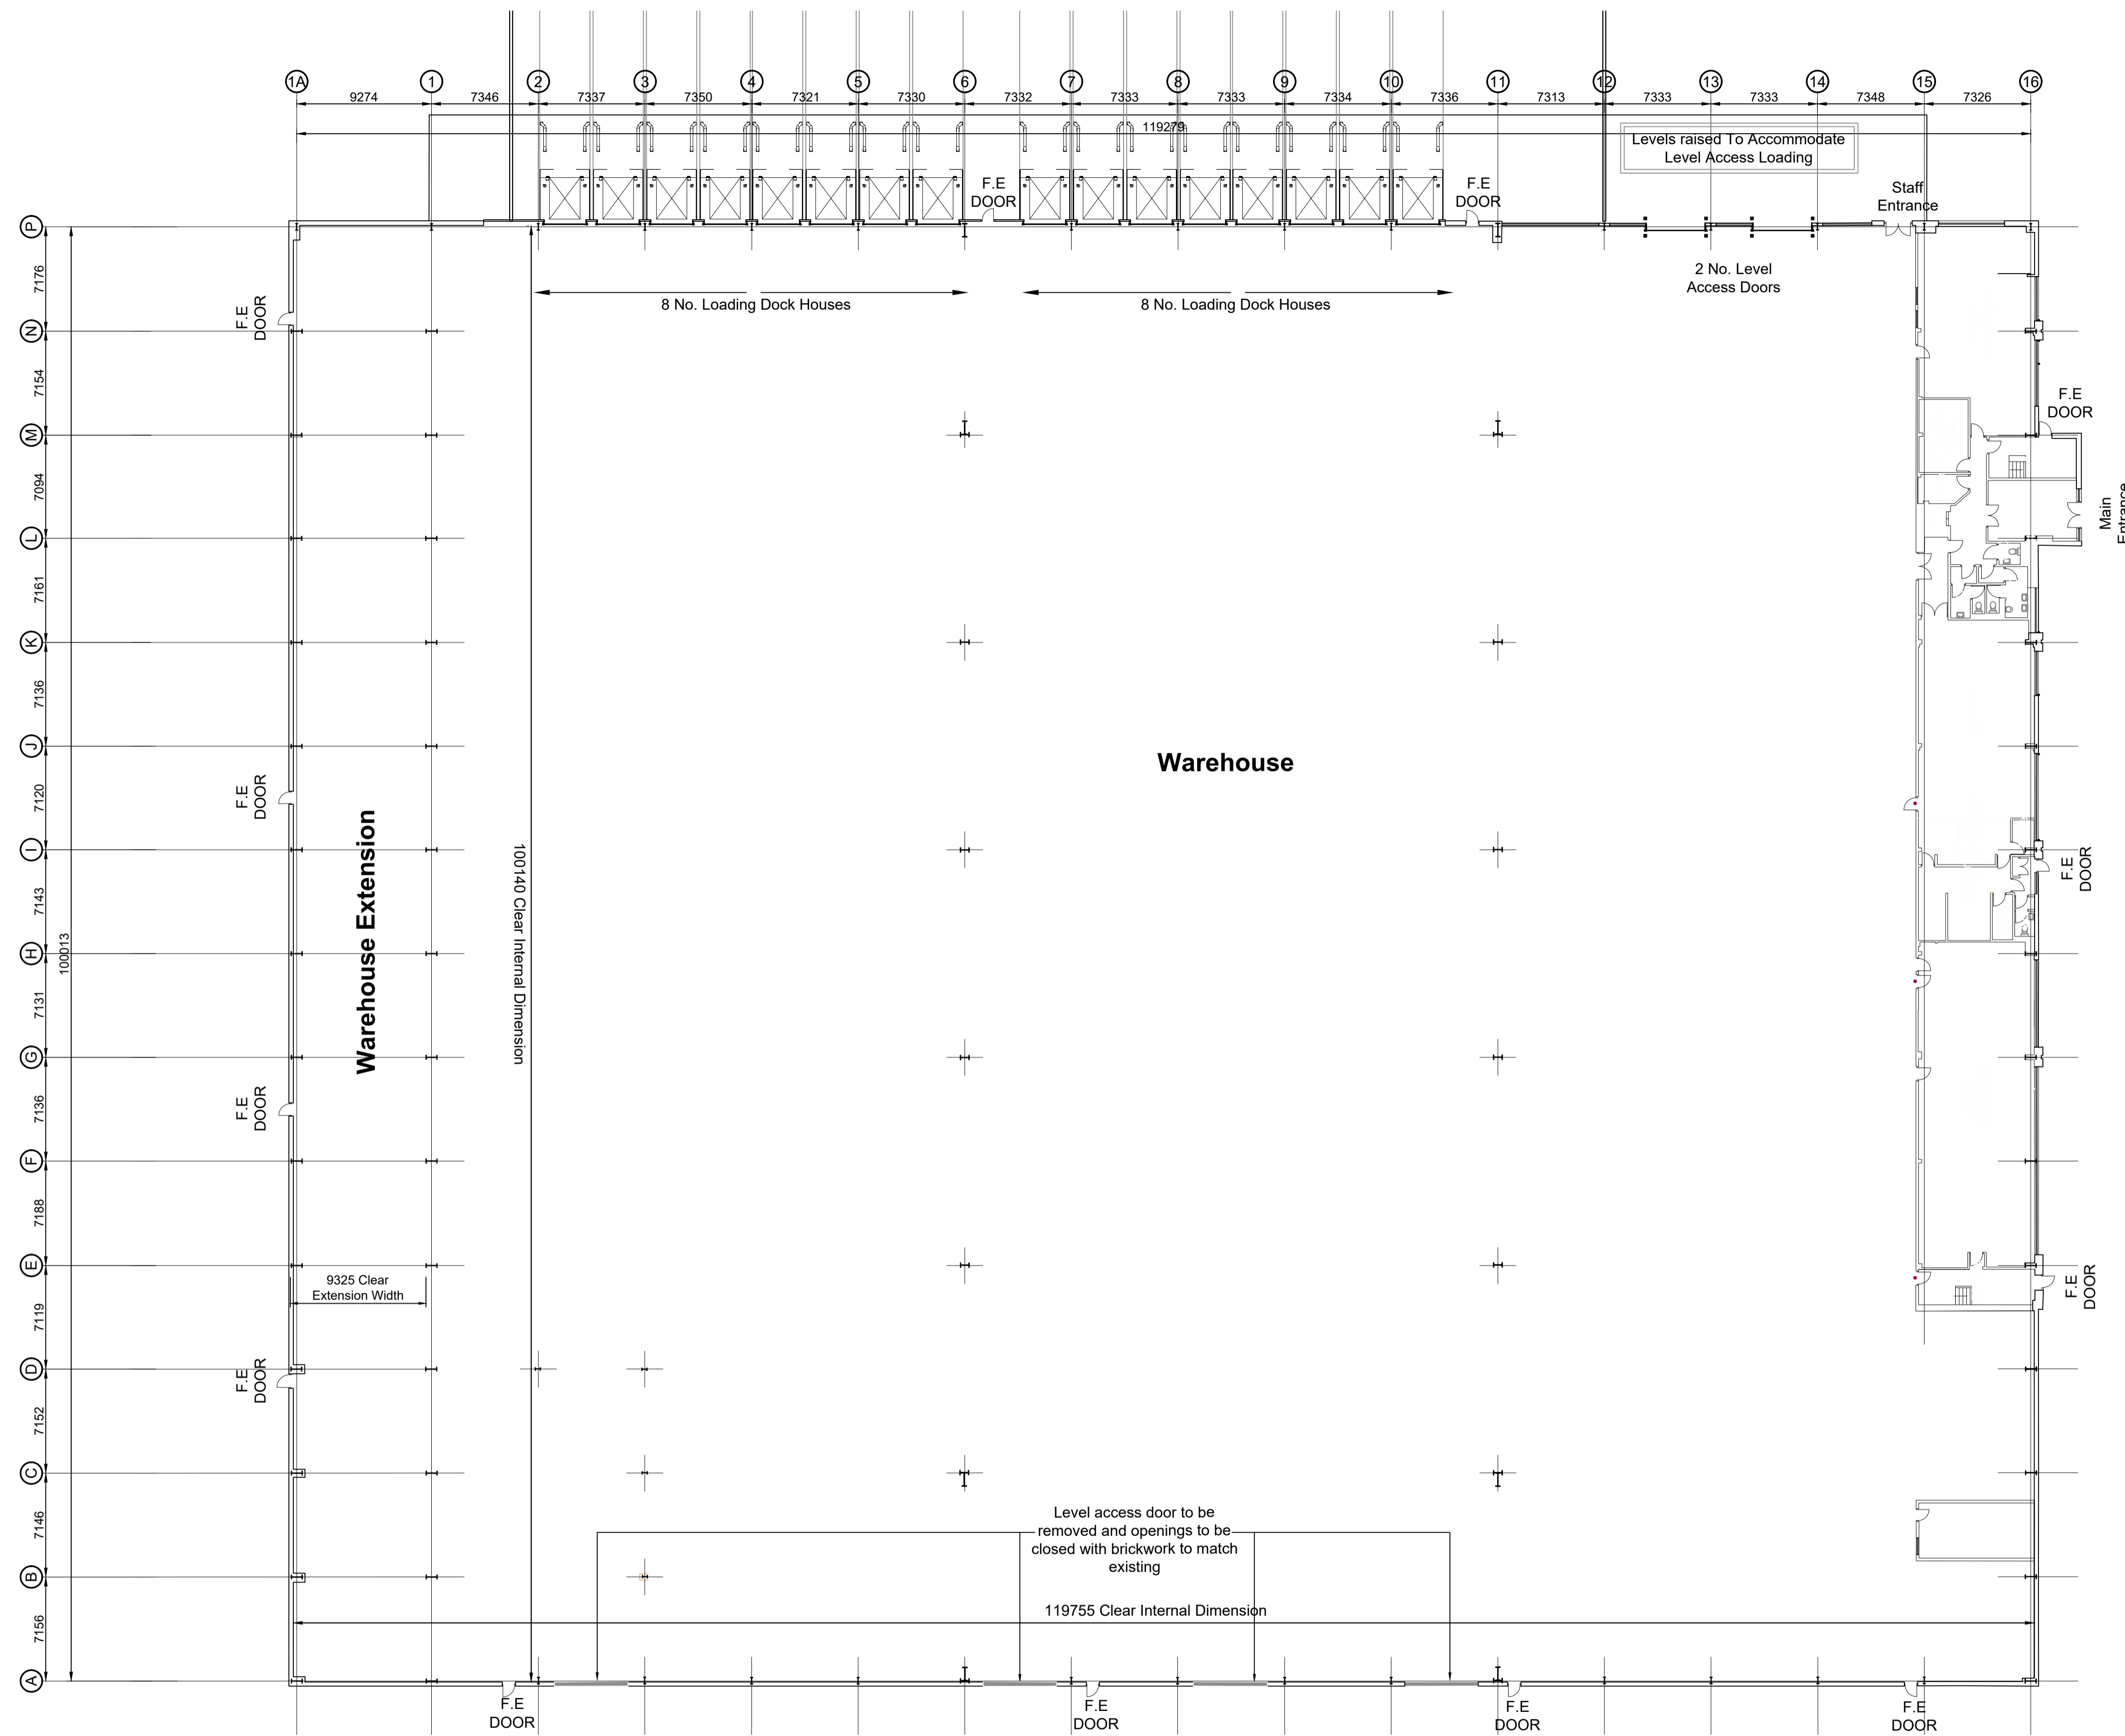 1A
1
2
3
4
5
6
7
8
9
10
11
12
13
14
15
16
9274
7346
7337
7350
7321
7330
7332
7333
7333
7334
7336
7313
7333
7333
7348
7326
119279
Levels raised To Accommodate
Level Access Loading
Staff
Entrance
F.E
DOOR
F.E
DOOR
8 No. Loading Dock Houses
8 No. Loading Dock Houses
2 No. Level
Access Doors
P
7176
N
7154
M
7094
L
7161
K
7136
J
7120
I
7143
H
7131
G
7136
F
7188
E
7119
D
7152
C
7146
B
7156
A
100013
F.E
DOOR
F.E
DOOR
F.E
DOOR
F.E
DOOR
Warehouse Extension
100140 Clear Internal Dimension
Warehouse
F.E
DOOR
Main
Entrance
F.E
DOOR
F.E
DOOR
9325 Clear
Extension Width
Level access door to be
removed and openings to be
closed with brickwork to match
existing
119755 Clear Internal Dimension
F.E
DOOR
F.E
DOOR
F.E
DOOR
F.E
DOOR